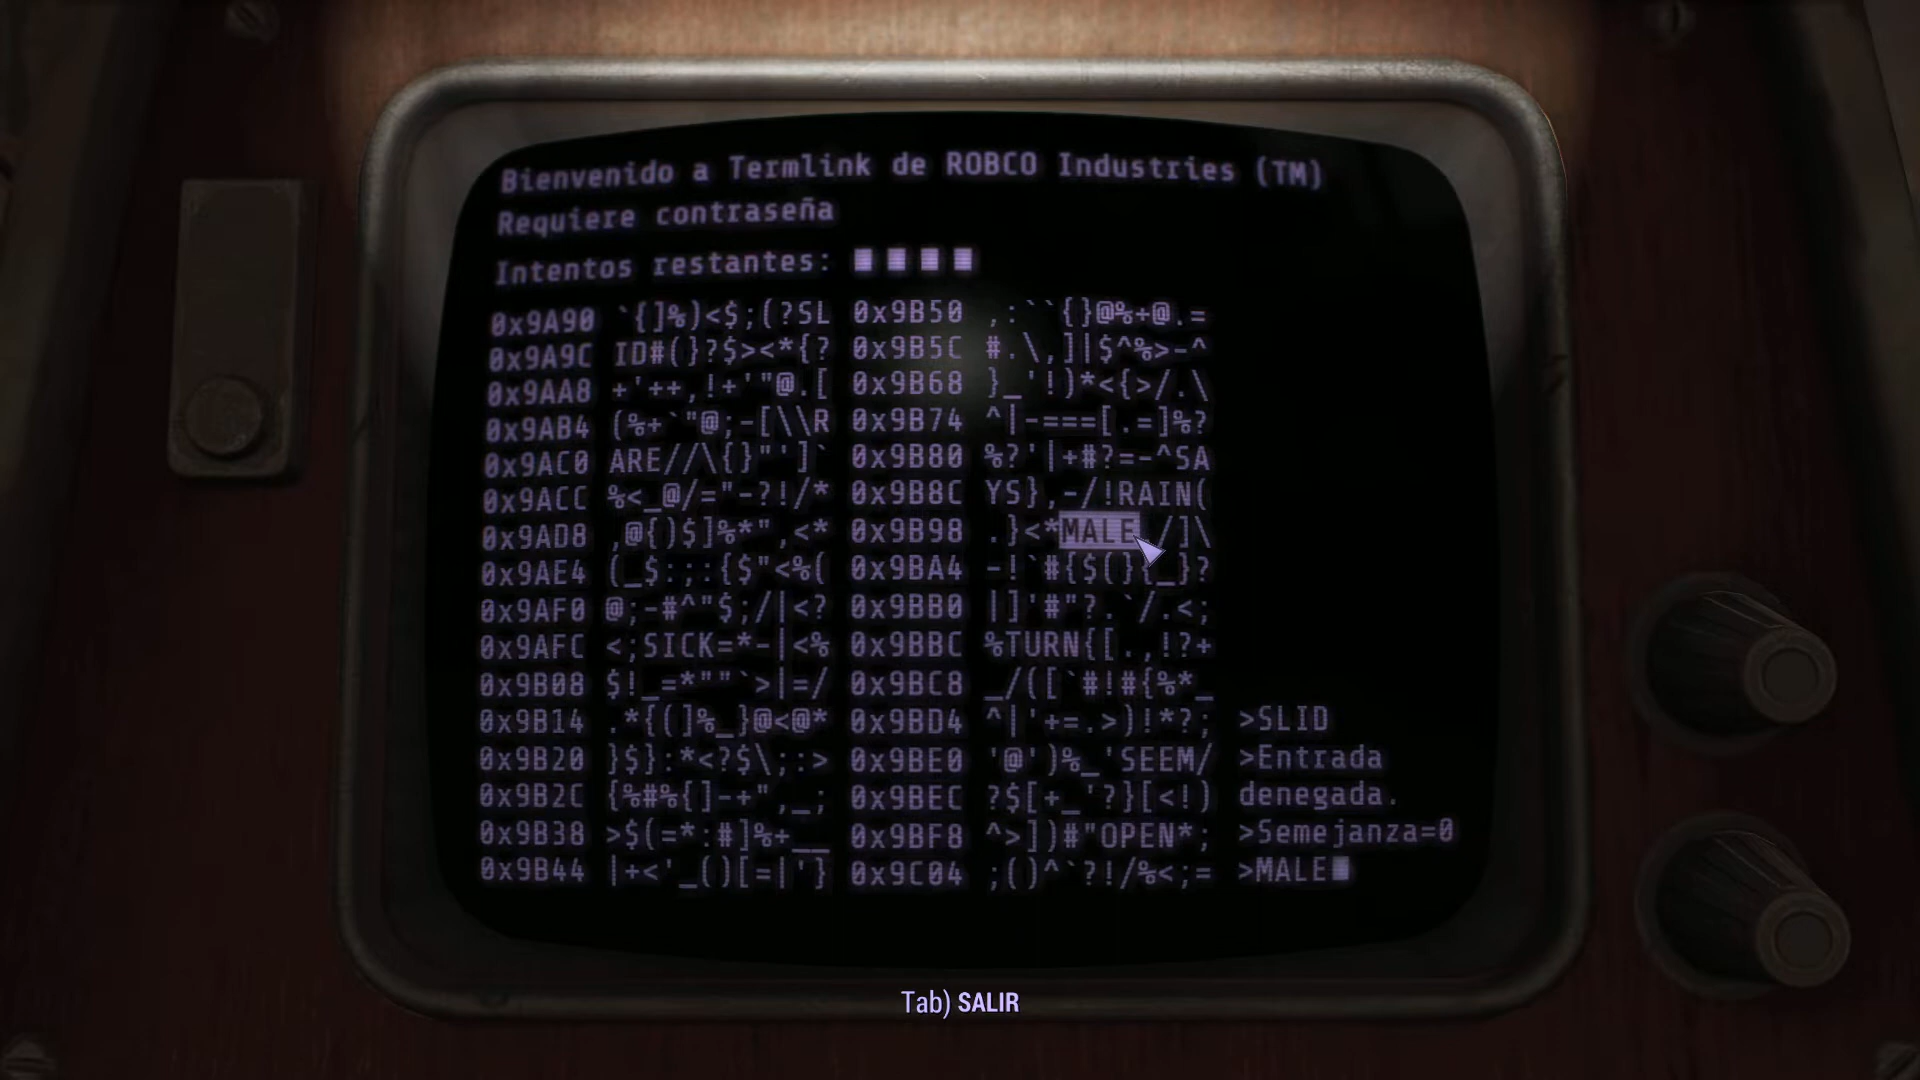 Bienvenido a Termlink de ROBCO Industries (TM)
Requiere contraseña
Intentos restantes: ■ ■ ■ ■
0x9A90 `{]%)<$;(?SL 0x9B50 ,:``{}@%+@.=
0x9A9C ID#(}?$><*{? 0x9B5C #.\,]|$^%>-^
0x9AA8 +'++,!+'"@.[ 0x9B68 }_'!)*<{>/.\
0x9AB4 (%+`"@;-[\\R 0x9B74 ^|-===[.=]%?
0x9AC0 ARE//\{}"']` 0x9B80 %?'|+#?=-^SA
0x9ACC %<_@/="-?!/* 0x9B8C YS},-/!RAIN(
0x9AD8 ,@{)$]%*",<* 0x9B98 .}<*MALE /]\
0x9AE4 (_$:;:{$"<%( 0x9BA4 -!`#{$(}{_}?
0x9AF0 @;-#^"$;/|<? 0x9BB0 |]'#"?.`/.<;
0x9AFC <;SICK=*-|<% 0x9BBC %TURN{[.,!?+
0x9B08 $!_=*""`>|=/ 0x9BC8 _/([`#!#{%*_
0x9B14 .*{(]%_}@<@* 0x9BD4 ^|'+=.>)!*?; >SLID
0x9B20 }$}:*<?$\;:> 0x9BE0 '@')%_'SEEM/ >Entrada
0x9B2C {%#%{]-+",_; 0x9BEC ?$[+_'?}[<!) denegada.
0x9B38 >$(=*:#]%+__ 0x9BF8 ^>])#"OPEN*; >Semejanza=0
0x9B44 |+<'_()[=|'} 0x9C04 ;()^`?!/%<;= >MALE■
Tab) SALIR